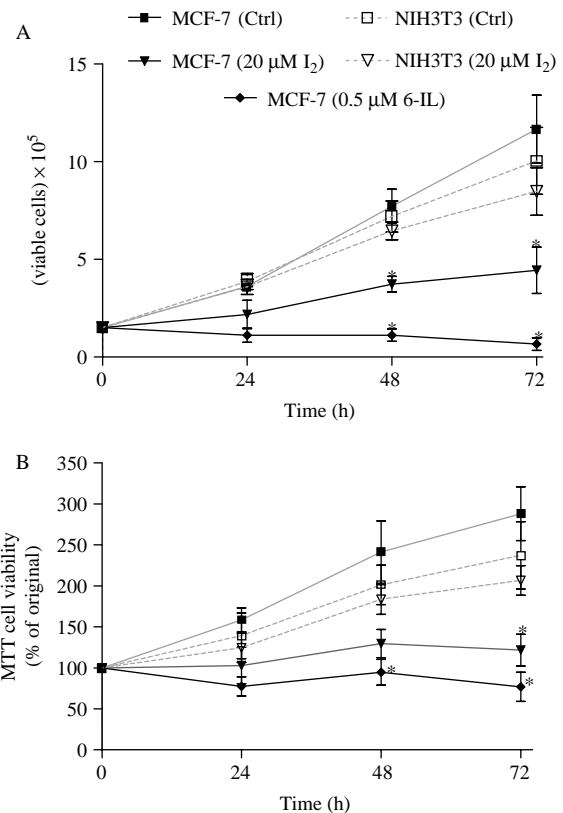 A
MCF-7 (Ctrl) NIH3T3 (Ctrl)
MCF-7 (20 μM I₂) NIH3T3 (20 μM I₂)
MCF-7 (0.5 μM 6-IL)
15
10
5
0
(viable cells) × 10⁵
* *
* *
0 24 48 72
Time (h)
B
350
300
250
200
150
100
50
0
MTT cell viability
(% of original)
*
* *
0 24 48 72
Time (h)